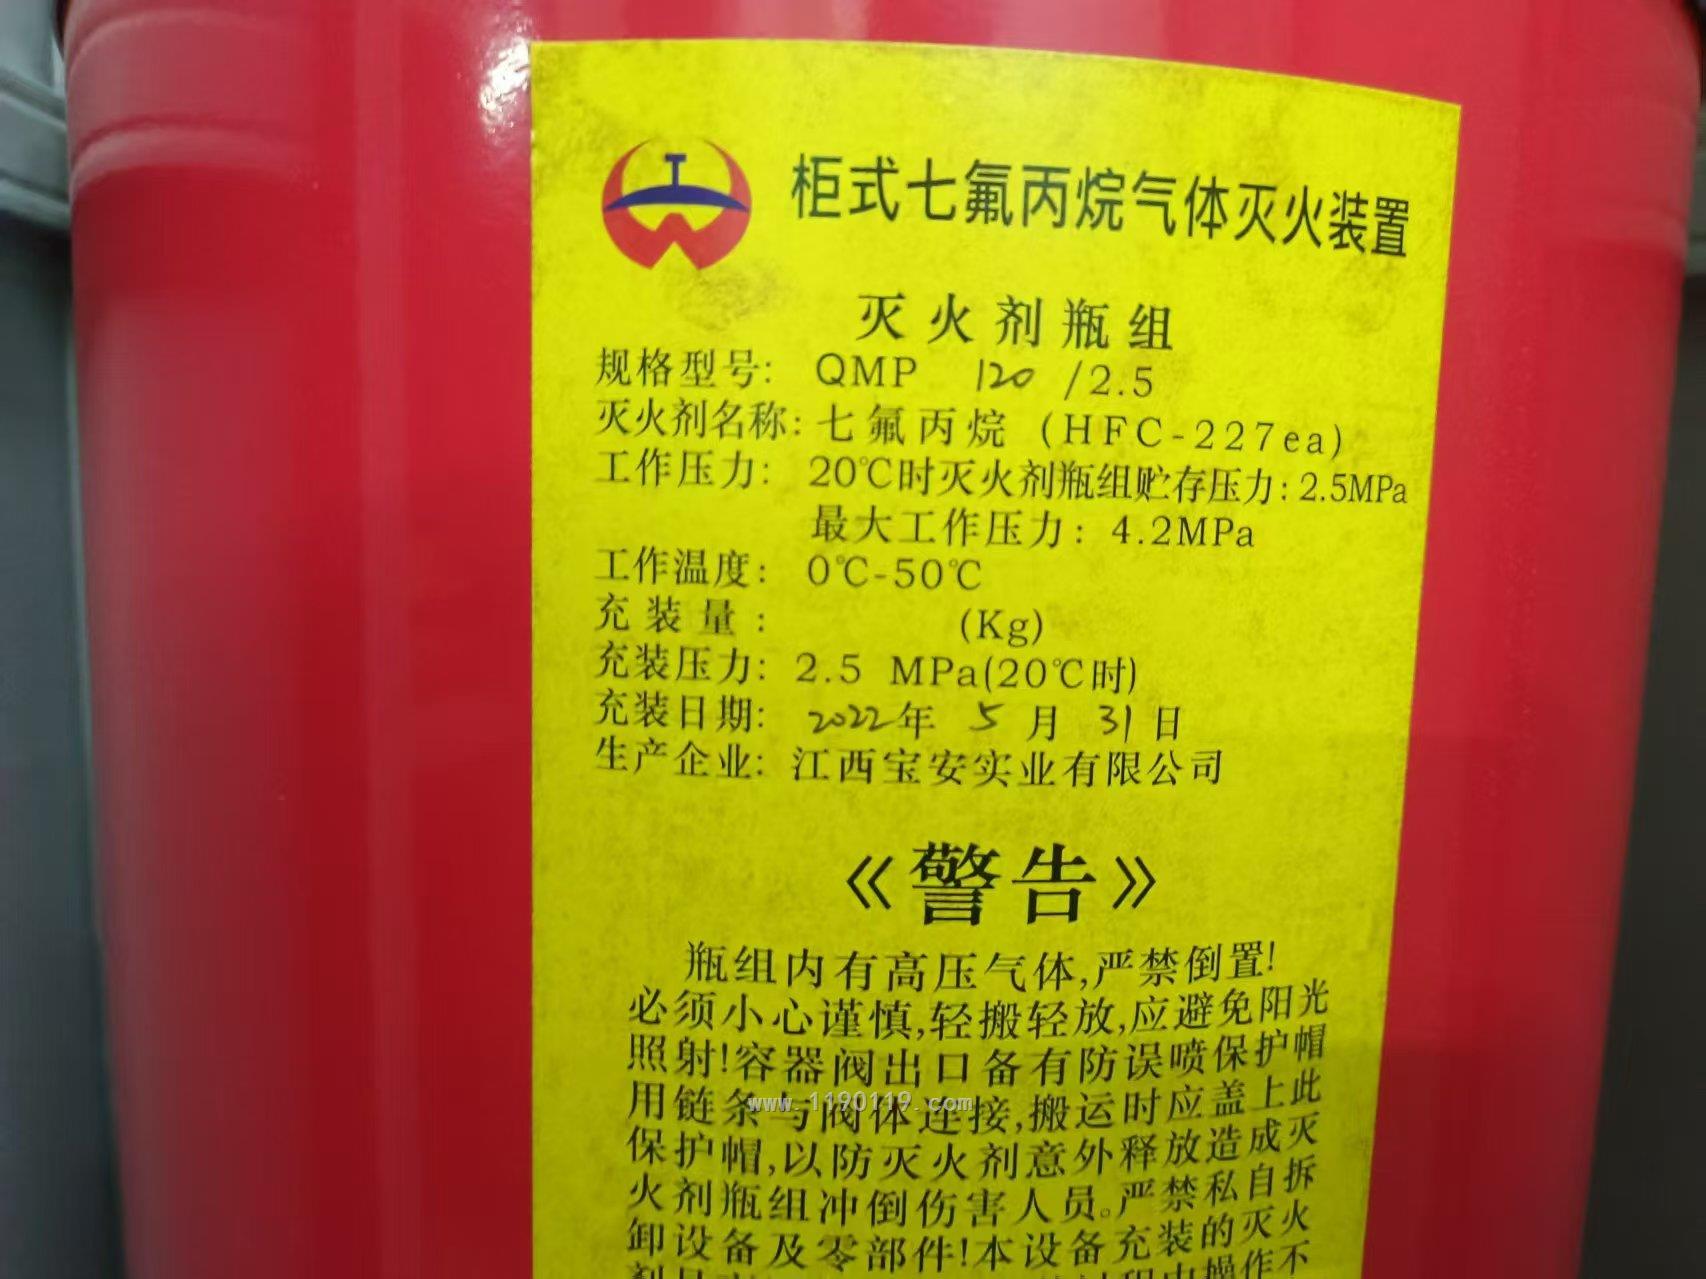 柜式七氟丙烷气体灭火装置
灭火剂瓶组
规格型号: QMP 120 /2.5
灭火剂名称: 七氟丙烷 (HFC-227ea)
工作压力: 20℃时灭火剂瓶组贮存压力: 2.5MPa
最大工作压力: 4.2MPa
工作温度: 0℃-50℃
充装量: (Kg)
充装压力: 2.5 MPa(20℃时)
充装日期: 2022年 5 月 31 日
生产企业: 江西宝安实业有限公司
《警告》
瓶组内有高压气体,严禁倒置!
必须小心谨慎,轻搬轻放,应避免阳光
照射!容器阀出口备有防误喷保护帽
用链条与阀体连接,搬运时应盖上此
www.1190119.com
保护帽,以防灭火剂意外释放造成灭
火剂瓶组冲倒伤害人员。严禁私自拆
卸设备及零部件!本设备充装的灭火
操作不